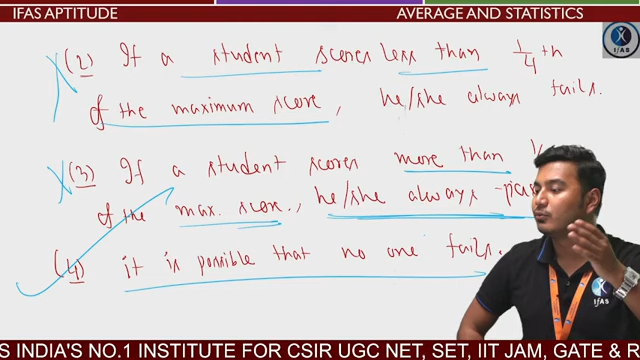 IFAS APTITUDE
AVERAGE AND STATISTICS
(2) If a student scores less than 1/4 th
of the maximum score, he/she always fails.
IFAS
(3) If a student scores more than
of the max. score, he/she always
(4) it is possible that no one fails.
IFAS
S INDIA'S NO.1 INSTITUTE FOR CSIR UGC NET, SET, IIT JAM, GATE & R